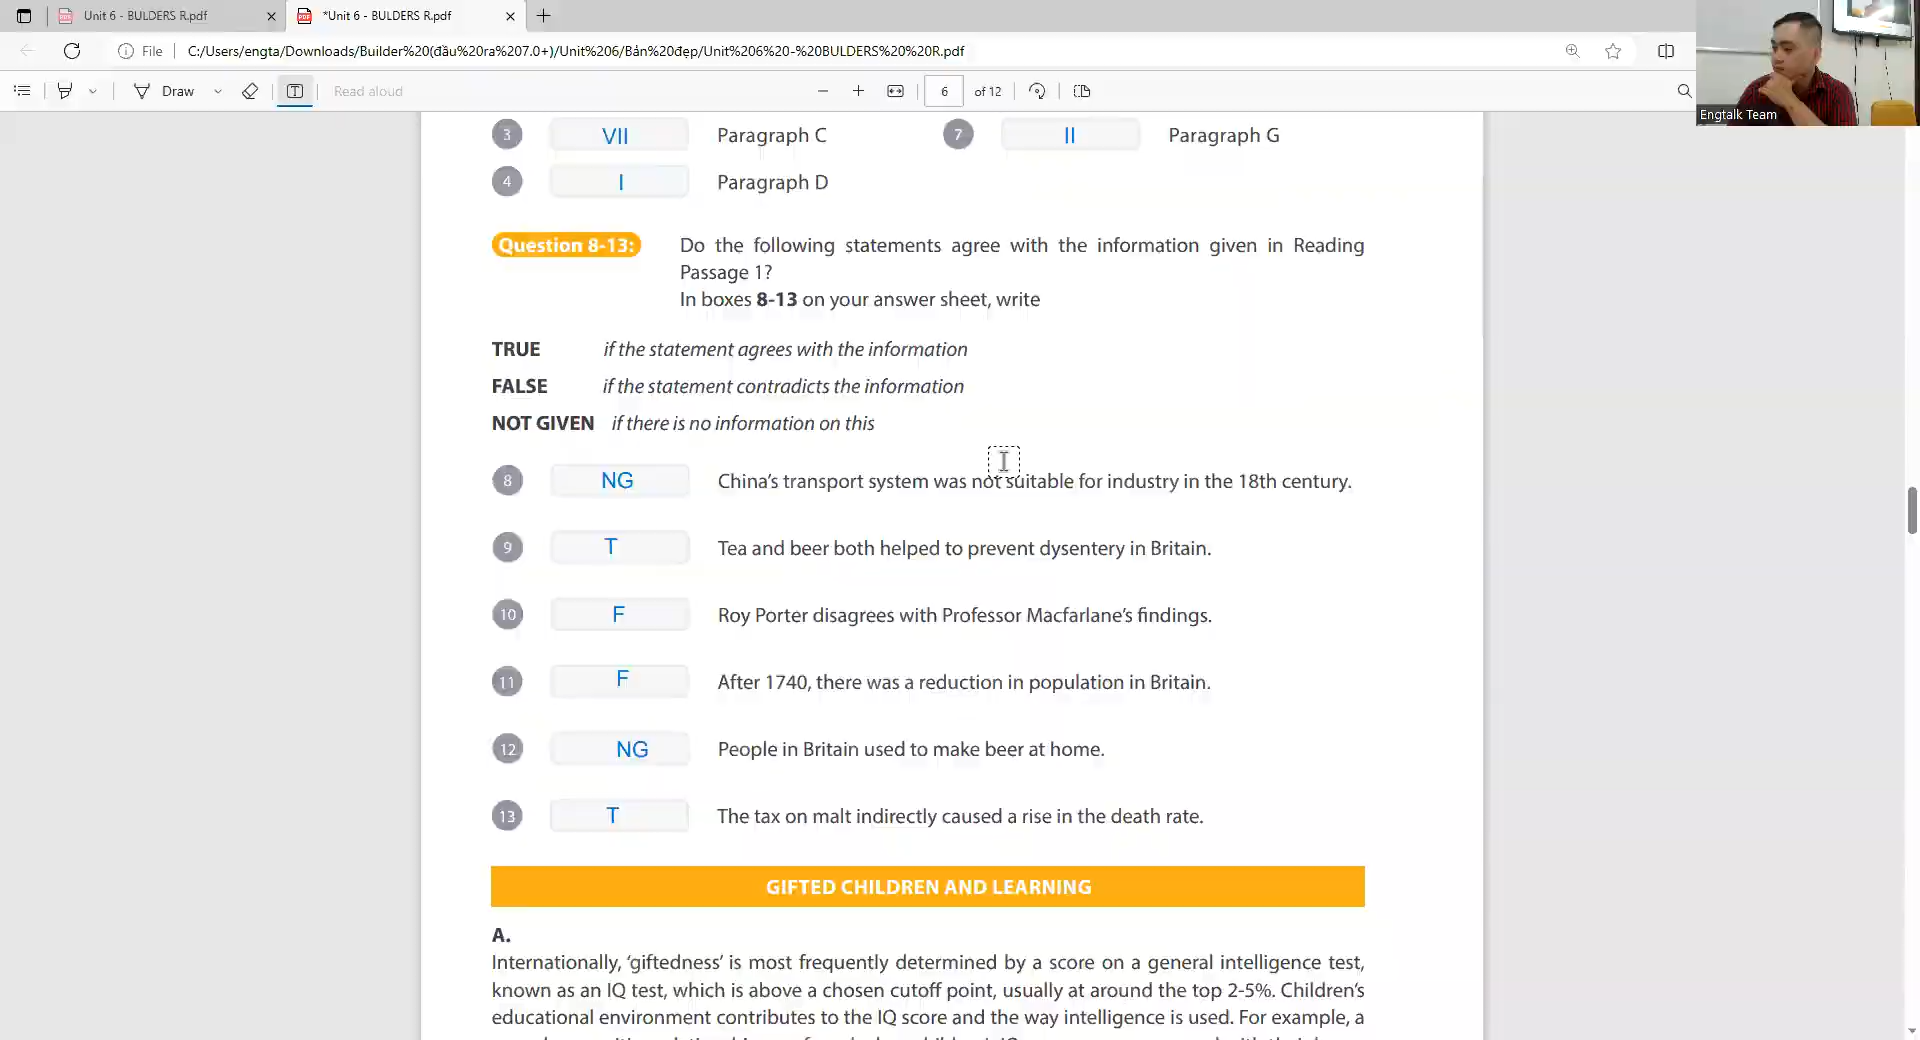 Unit 6 - BULDERS R.pdf
*Unit 6 - BULDERS R.pdf
File
C:/Users/engta/Downloads/Builder%20(đầu%20ra%207.0+)/Unit%206/Bản%20đẹp/Unit%206%20-%20BULDERS%20%20R.pdf
Draw
Read aloud
6 of 12
Engtalk Team
3 VII Paragraph C
7 II Paragraph G
4 I Paragraph D
Question 8-13:
Do the following statements agree with the information given in Reading
Passage 1?
In boxes 8-13 on your answer sheet, write
TRUE if the statement agrees with the information
FALSE if the statement contradicts the information
NOT GIVEN if there is no information on this
8 NG China's transport system was not suitable for industry in the 18th century.
9 T Tea and beer both helped to prevent dysentery in Britain.
10 F Roy Porter disagrees with Professor Macfarlane's findings.
11 F After 1740, there was a reduction in population in Britain.
12 NG People in Britain used to make beer at home.
13 T The tax on malt indirectly caused a rise in the death rate.
GIFTED CHILDREN AND LEARNING
A.
Internationally, 'giftedness' is most frequently determined by a score on a general intelligence test,
known as an IQ test, which is above a chosen cutoff point, usually at around the top 2-5%. Children's
educational environment contributes to the IQ score and the way intelligence is used. For example, a